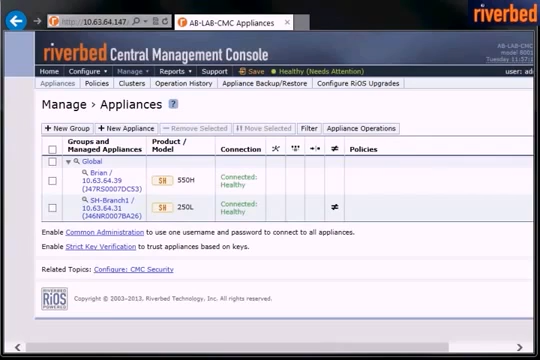 riverbed
http://10.63.64.147/
AB-LAB-CMC Appliances
riverbed Central Management Console
AB-LAB-CMC
Home Configure Manage Reports Support Save Healthy (Needs Attention)
user: ad
Appliances Policies Clusters Operation History Appliance Backup/Restore Configure RiOS Upgrades
Manage › Appliances ?
+ New Group + New Appliance – Remove Selected Move Selected Filter Appliance Operations
Groups and Managed Appliances Product / Model Connection Policies
Global
Brian / 10.63.64.39 (J47RS0007DC53) SH 550H Connected: Healthy
SH-Branch1 / 10.63.64.31 (J46NR0007BA26) SH 250L Connected: Healthy ≠
Enable Common Administration to use one username and password to connect to all appliances.
Enable Strict Key Verification to trust appliances based on keys.
Related Topics: Configure: CMC Security
riverbed RiOS POWERED
Copyright © 2003-2013, Riverbed Technology, Inc. All rights reserved.